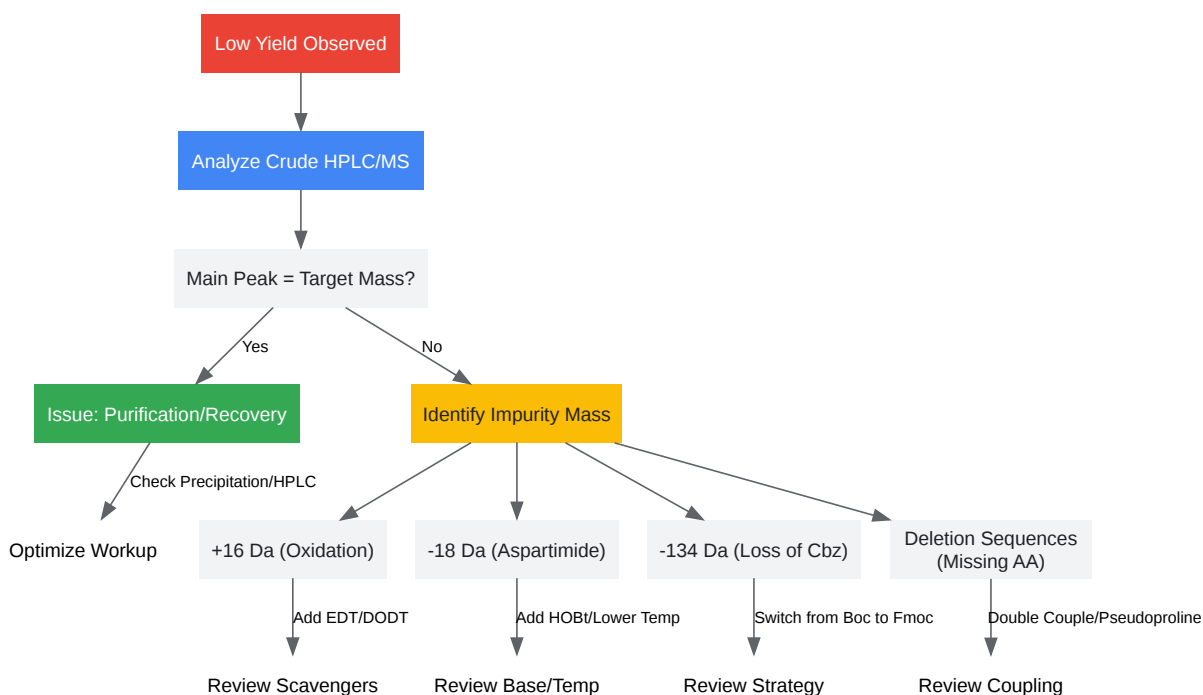 Low Yield Observed
Analyze Crude HPLC/MS
Main Peak = Target Mass?
Yes
No
Issue: Purification/Recovery
Identify Impurity Mass
Check Precipitation/HPLC
Optimize Workup
+16 Da (Oxidation)
-18 Da (Aspartimide)
-134 Da (Loss of Cbz)
Deletion Sequences
(Missing AA)
Add EDT/DODT
Add HOBt/Lower Temp
Switch from Boc to Fmoc
Double Couple/Pseudoproline
Review Scavengers
Review Base/Temp
Review Strategy
Review Coupling